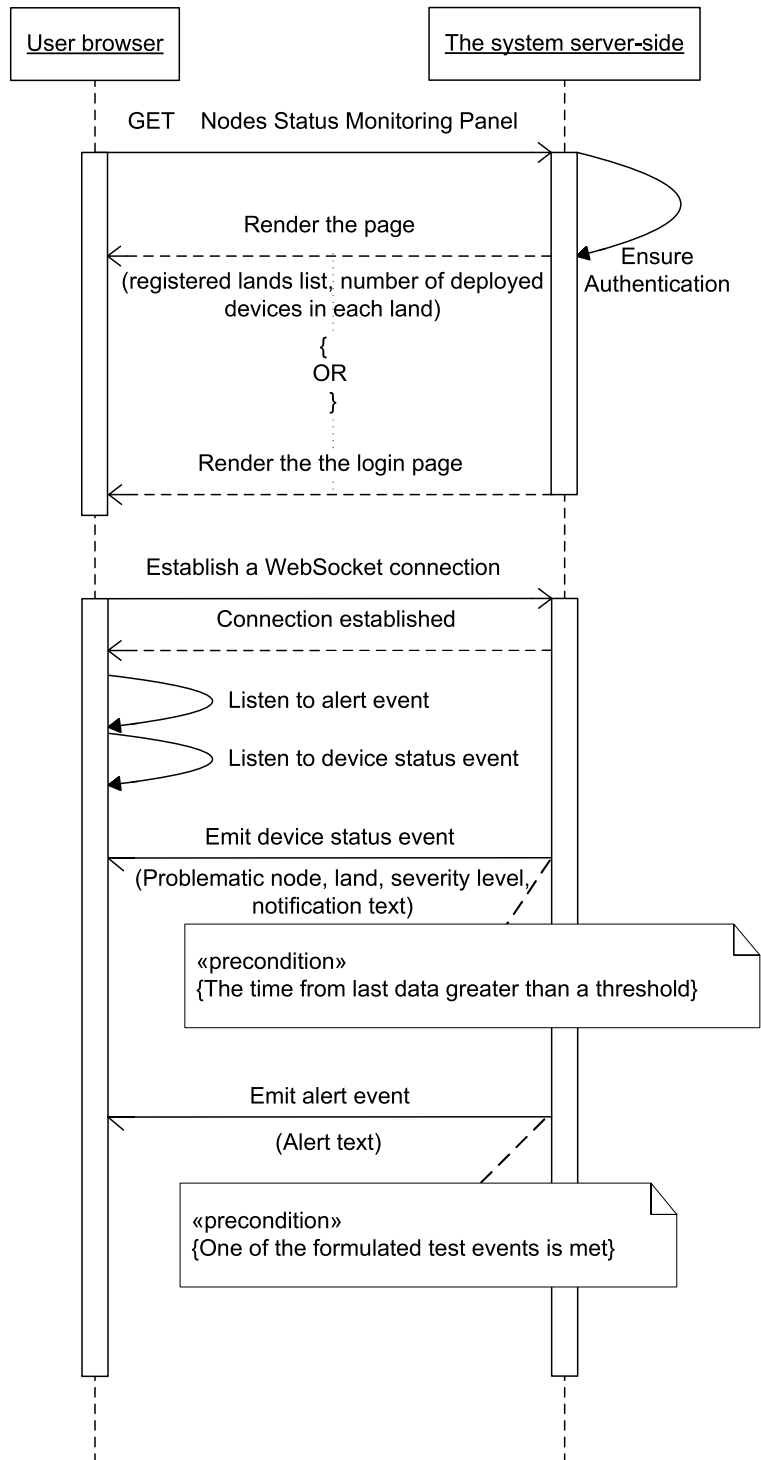 User browser
The system server-side
GET Nodes Status Monitoring Panel
Render the page
Ensure
Authentication
(registered lands list, number of deployed
devices in each land)
{
OR
}
Render the the login page
Establish a WebSocket connection
Connection established
Listen to alert event
Listen to device status event
Emit device status event
(Problematic node, land, severity level,
notification text)
«precondition»
{The time from last data greater than a threshold}
Emit alert event
(Alert text)
«precondition»
{One of the formulated test events is met}